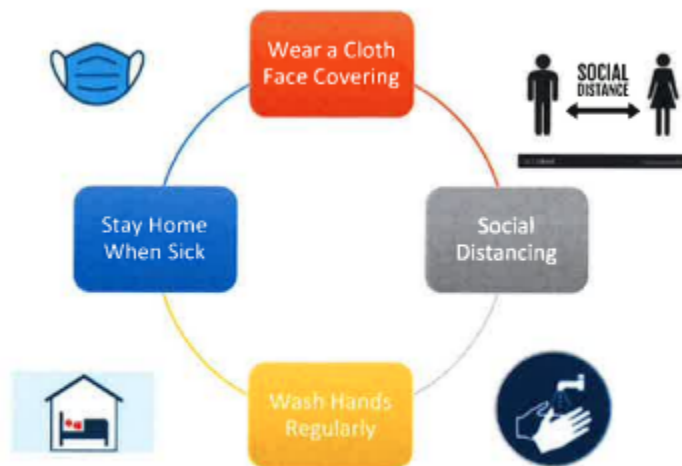 Wear a Cloth
Face Covering
SOCIAL
DISTANCE
Stay Home
When Sick
Social
Distancing
Wash Hands
Regularly